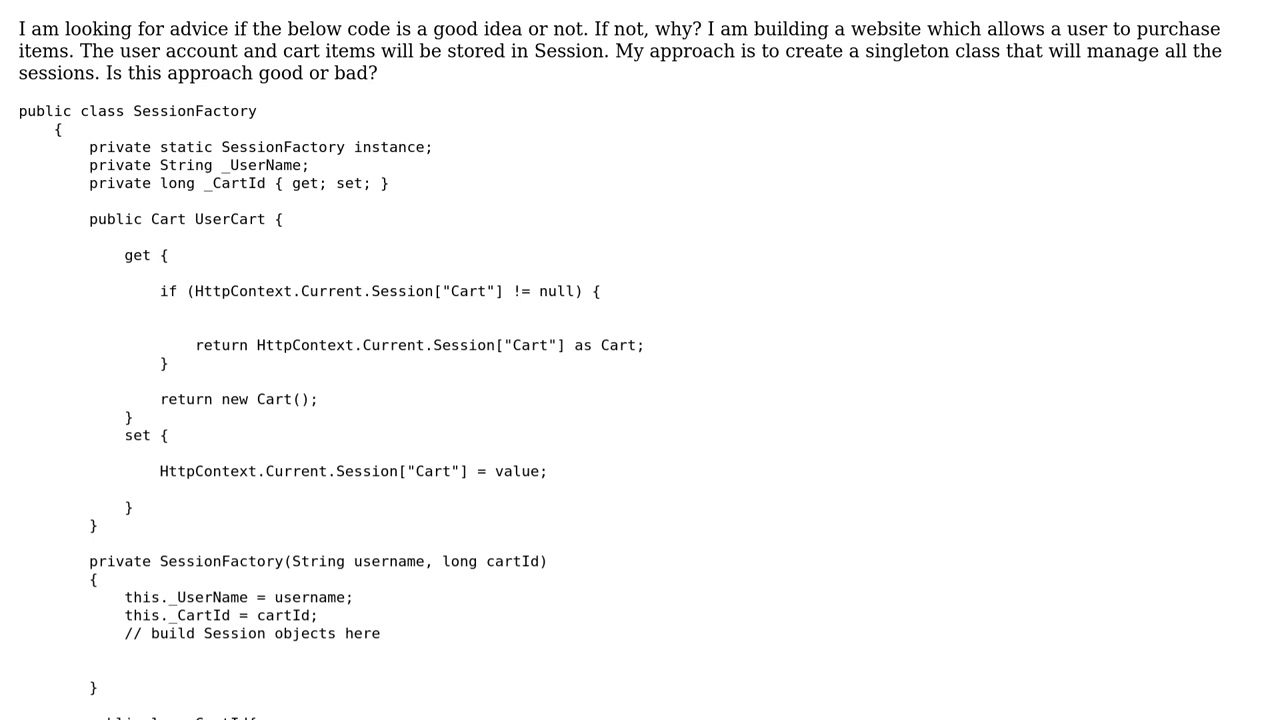 I am looking for advice if the below code is a good idea or not. If not, why? I am building a website which allows a user to purchase
items. The user account and cart items will be stored in Session. My approach is to create a singleton class that will manage all the
sessions. Is this approach good or bad?
public class SessionFactory
{
private static SessionFactory instance;
private String _UserName;
private long _CartId { get; set; }
public Cart UserCart {
get {
if (HttpContext.Current.Session["Cart"] != null) {
return HttpContext.Current.Session["Cart"] as Cart;
}
return new Cart();
}
set {
HttpContext.Current.Session["Cart"] = value;
}
}
private SessionFactory(String username, long cartId)
{
this._UserName = username;
this._CartId = cartId;
// build Session objects here
}